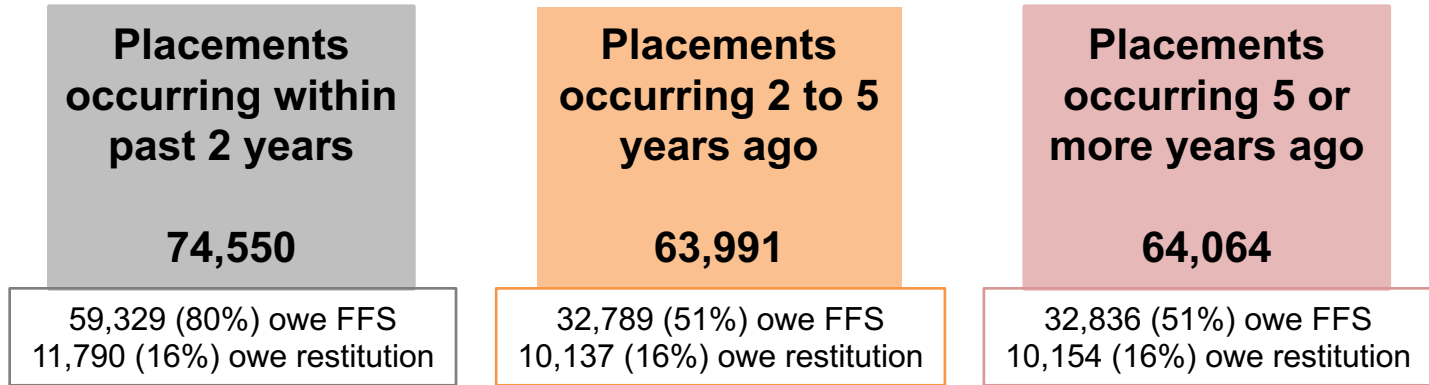 Placements
occurring within
past 2 years
74,550
59,329 (80%) owe FFS
11,790 (16%) owe restitution
Placements
occurring 2 to 5
years ago
63,991
32,789 (51%) owe FFS
10,137 (16%) owe restitution
Placements
occurring 5 or
more years ago
64,064
32,836 (51%) owe FFS
10,154 (16%) owe restitution